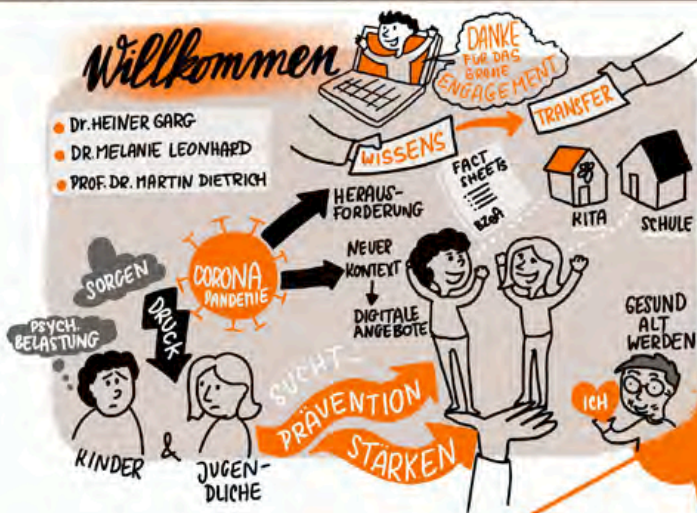 Willkommen
DANKE
FÜR DAS
GROẞE
ENGAGEMENT
Dr. HEINER GARG
DR. MELANIE LEONHARD
PROF. DR. MARTIN DIETRICH
WISSENS
TRANSFER
FACT
SHEETS
BZgA
KITA
SCHULE
HERAUS-
FORDERUNG
NEUER
KONTEXT
DIGITALE
ANGEBOTE
CORONA
PANDEMIE
SORGEN
DRUCK
PSYCH.
BELASTUNG
KINDER & JUGEN-
DLICHE
SUCHT
PRÄVENTION
STÄRKEN
GESUND
ALT
WERDEN
ICH